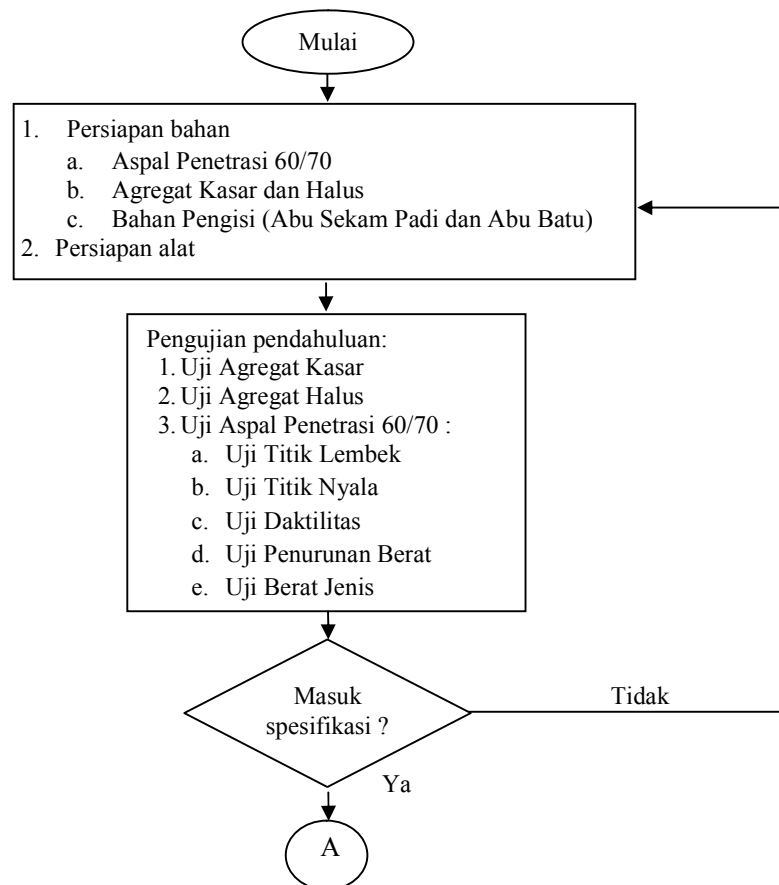 Mulai
1. Persiapan bahan
a. Aspal Penetrasi 60/70
b. Agregat Kasar dan Halus
c. Bahan Pengisi (Abu Sekam Padi dan Abu Batu)
2. Persiapan alat
Pengujian pendahuluan:
1. Uji Agregat Kasar
2. Uji Agregat Halus
3. Uji Aspal Penetrasi 60/70 :
a. Uji Titik Lembek
b. Uji Titik Nyala
c. Uji Daktilitas
d. Uji Penurunan Berat
e. Uji Berat Jenis
Masuk
spesifikasi ?
Tidak
Ya
A